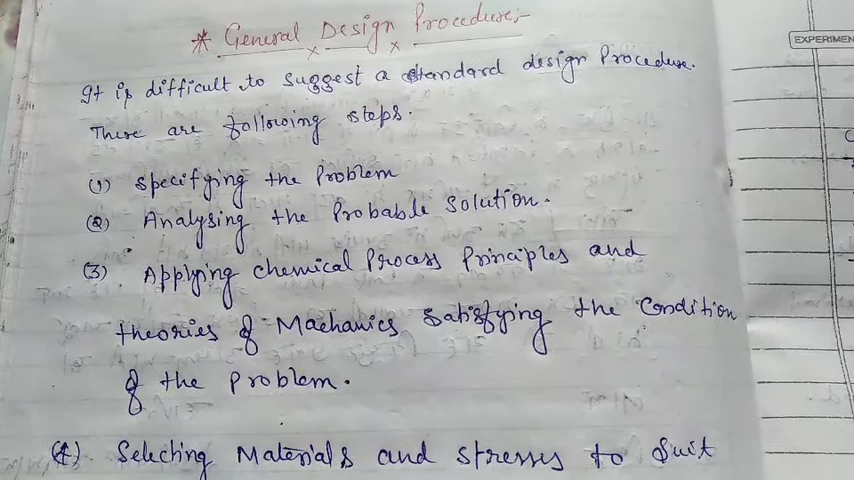 * General Design Procedure:-
It is difficult to suggest a standard design Procedure.
There are following steps.
(1) Specifying the Problem
(2) Analysing the Probable Solution.
(3) Applying chemical Process Principles and
theories of Machanics Satisfying the Condition
of the problem.
(4) Selecting Materials and stresses to Suit
EXPERIMEN